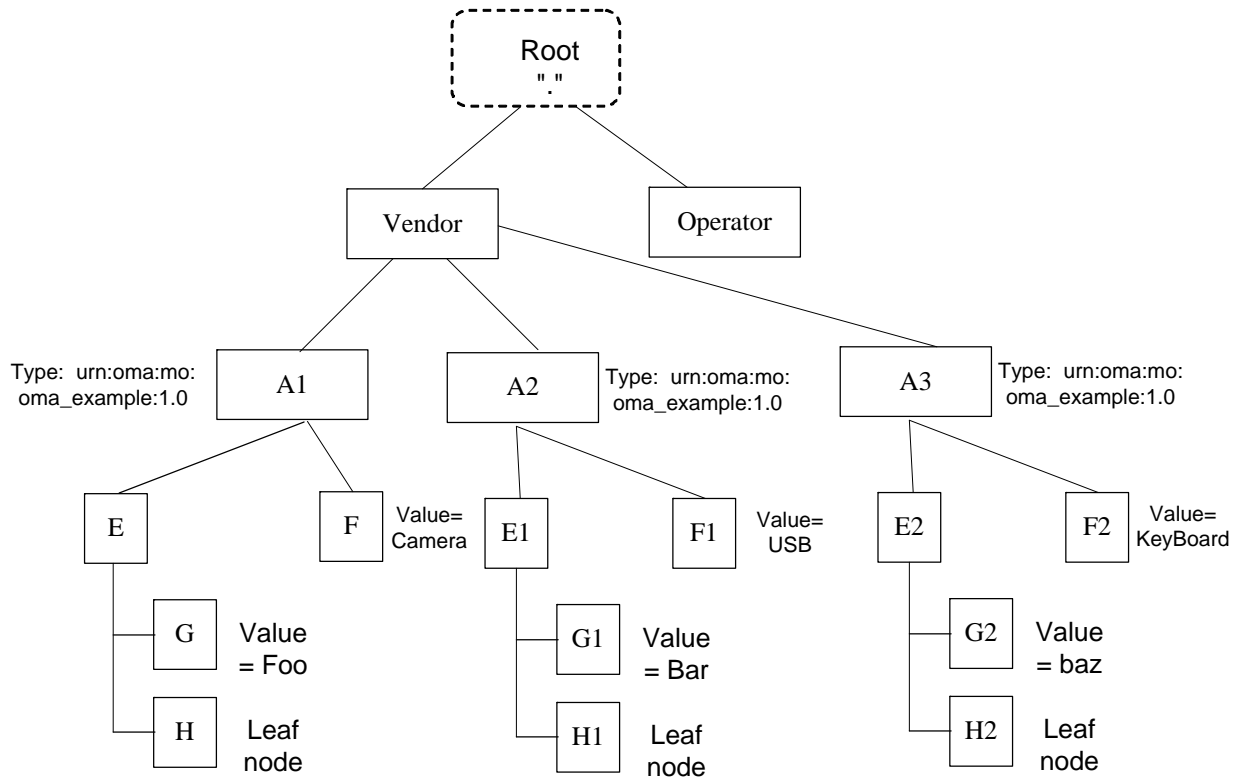 Root
"."
Vendor
Operator
Type: urn:oma:mo:
oma_example:1.0
A1
A2
Type: urn:oma:mo:
oma_example:1.0
A3
Type: urn:oma:mo:
oma_example:1.0
E
F
Value=
Camera
E1
F1
Value=
USB
E2
F2
Value=
KeyBoard
G
Value
= Foo
G1
Value
= Bar
G2
Value
= baz
H
Leaf
node
H1
Leaf
node
H2
Leaf
node